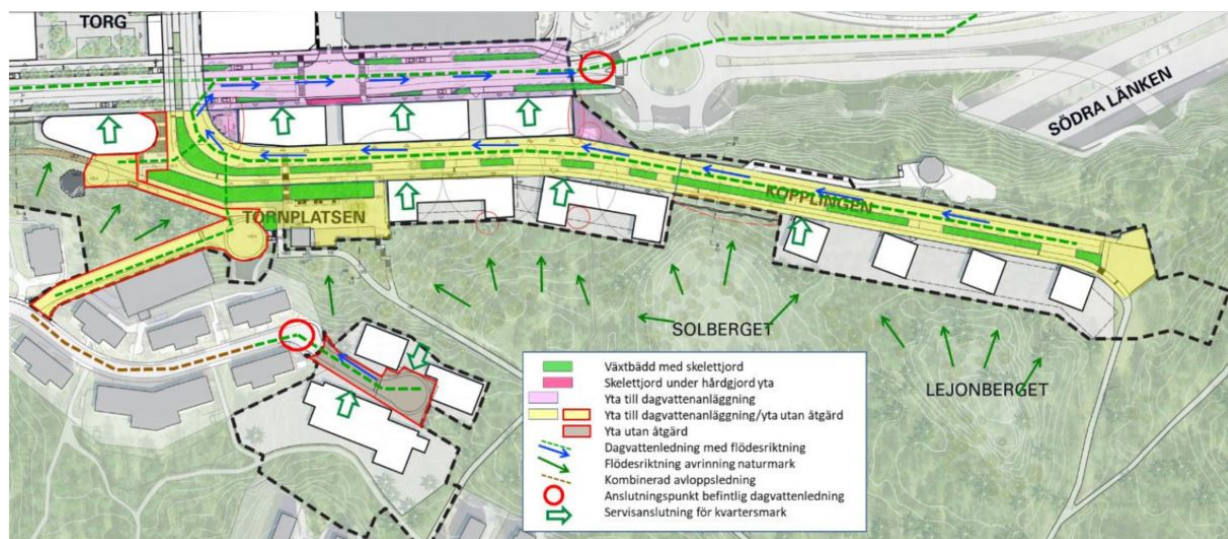 TORG
SÖDRA LÄNKEN
KOPPLINGEN
TORNPLATSEN
SOLBERGET
LEJONBERGET
Växtbädd med skelettjord
Skelettjord under hårdgjord yta
Yta till dagvattenanläggning
Yta till dagvattenanläggning/yta utan åtgärd
Yta utan åtgärd
Dagvattenledning med flödesriktning
Flödesriktning avrinning naturmark
Kombinerad avloppsledning
Anslutningspunkt befintlig dagvattenledning
Servisanslutning för kvartersmark